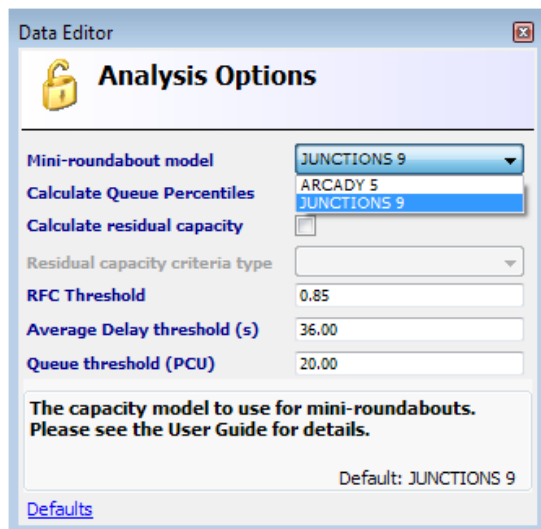 Data Editor
Analysis Options
Mini-roundabout model JUNCTIONS 9
ARCADY 5
Calculate Queue Percentiles
JUNCTIONS 9
Calculate residual capacity
Residual capacity criteria type
RFC Threshold 0.85
Average Delay threshold (s) 36.00
Queue threshold (PCU) 20.00
The capacity model to use for mini-roundabouts.
Please see the User Guide for details.
Default: JUNCTIONS 9
Defaults